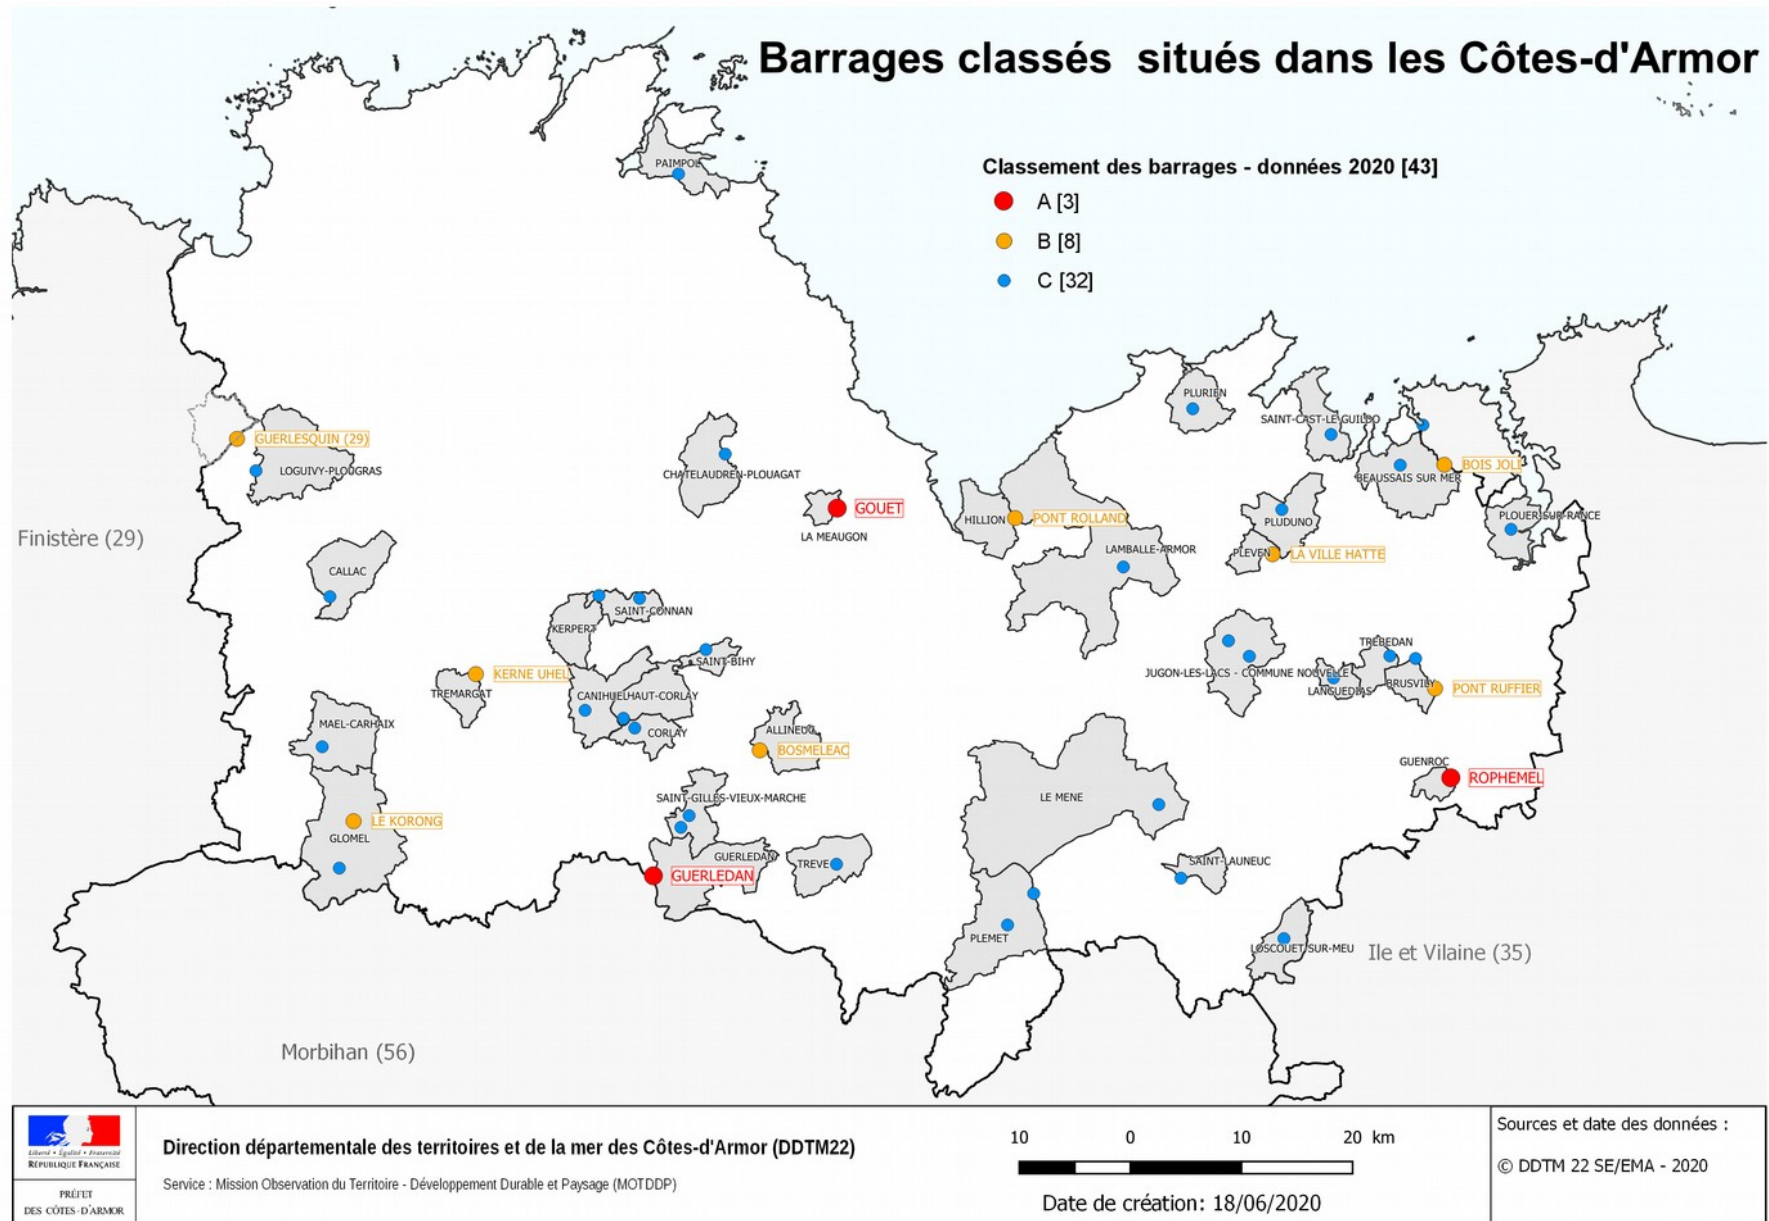 Barrages classés situés dans les Côtes-d'Armor
Classement des barrages - données 2020 [43]
A [3]
B [8]
C [32]
PAIMPOL
PLURIEN
SAINT-CAST-LE-GUILDO
GUERLESQUIN (29)
LOGUIVY-PLOUGRAS
CHATELAUDREN-PLOUAGAT
BOIS JOLI
BEAUSSAIS SUR MER
GOUET
LA MEAUGON
HILLION
PONT ROLLAND
PLUDUNO
PLOUER-SUR-RANCE
Finistère (29)
LAMBALLE-ARMOR
PLEVEN
LA VILLE HATTE
CALLAC
SAINT-CONNAN
KERPERT
SAINT-BIHY
TREBEDAN
KERNE UHEL
TREMARGAT
JUGON-LES-LACS - COMMUNE NOUVELLE
LANGUEDIAS
BRUSVILY
PONT RUFFIER
CANIHUEL
HAUT-CORLAY
MAEL-CARHAIX
CORLAY
ALLINEUC
BOSMELEAC
GUENROC
ROPHEMEL
SAINT-GILLES-VIEUX-MARCHE
LE MENE
LE KORONG
GLOMEL
GUERLEDAN
TREVE
SAINT-LAUNEUC
GUERLEDAN
PLEMET
LOSCOUET-SUR-MEU
Ile et Vilaine (35)
Morbihan (56)
Liberté • Égalité • Fraternité
RÉPUBLIQUE FRANÇAISE
PRÉFET
DES CÔTES-D'ARMOR
Direction départementale des territoires et de la mer des Côtes-d'Armor (DDTM22)
Service : Mission Observation du Territoire - Développement Durable et Paysage (MOTDDP)
10 0 10 20 km
Date de création: 18/06/2020
Sources et date des données :
© DDTM 22 SE/EMA - 2020